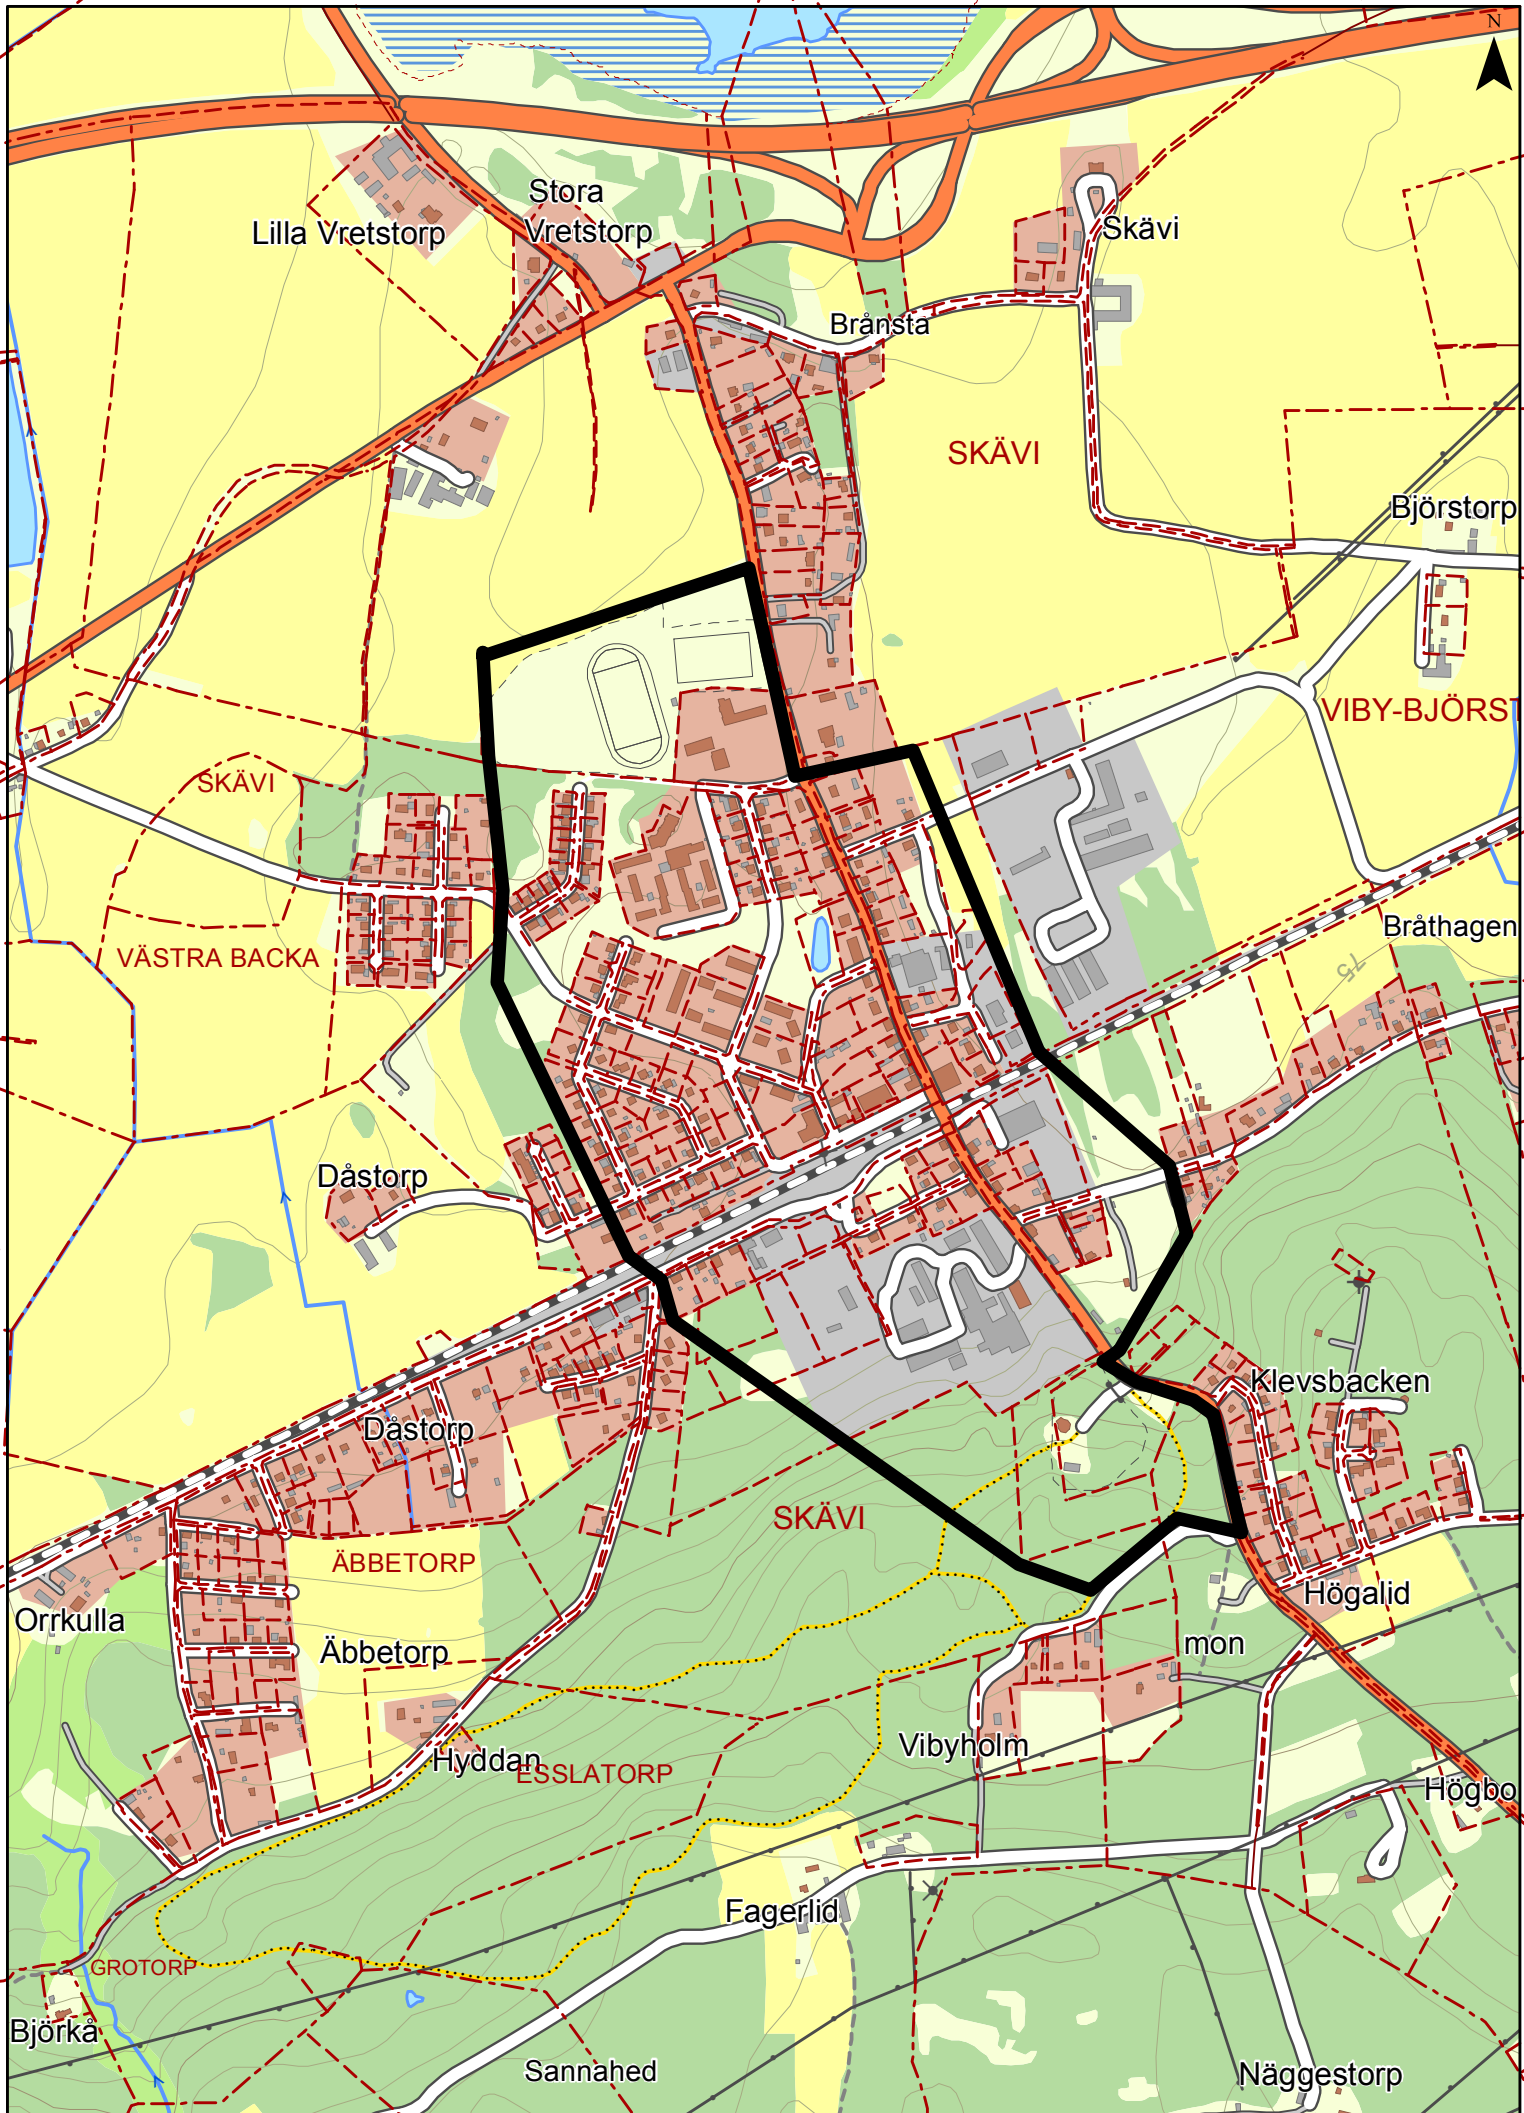 N
Stora
Vretstorp
Lilla Vretstorp
Skävi
Brånsta
SKÄVI
Björstorp
VIBY-BJÖRST
SKÄVI
VÄSTRA BACKA
Bråthagen
75
Dåstorp
Klevsbacken
Dåstorp
SKÄVI
ÄBBETORP
Högalid
Orrkulla
Äbbetorp
mon
Vibyholm
Hyddan
ESSLATORP
Högbo
Fagerlid
GROTORP
Björkå
Sannahed
Näggestorp